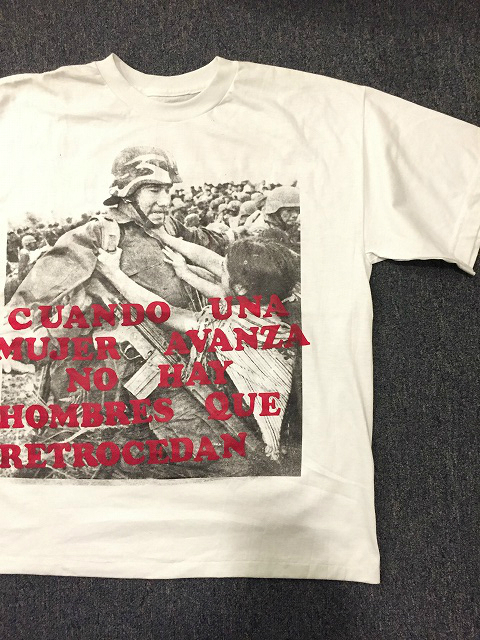 CUANDO UNA
MUJER AVANZA
NO HAY
HOMBRES QUE
RETROCEDAN